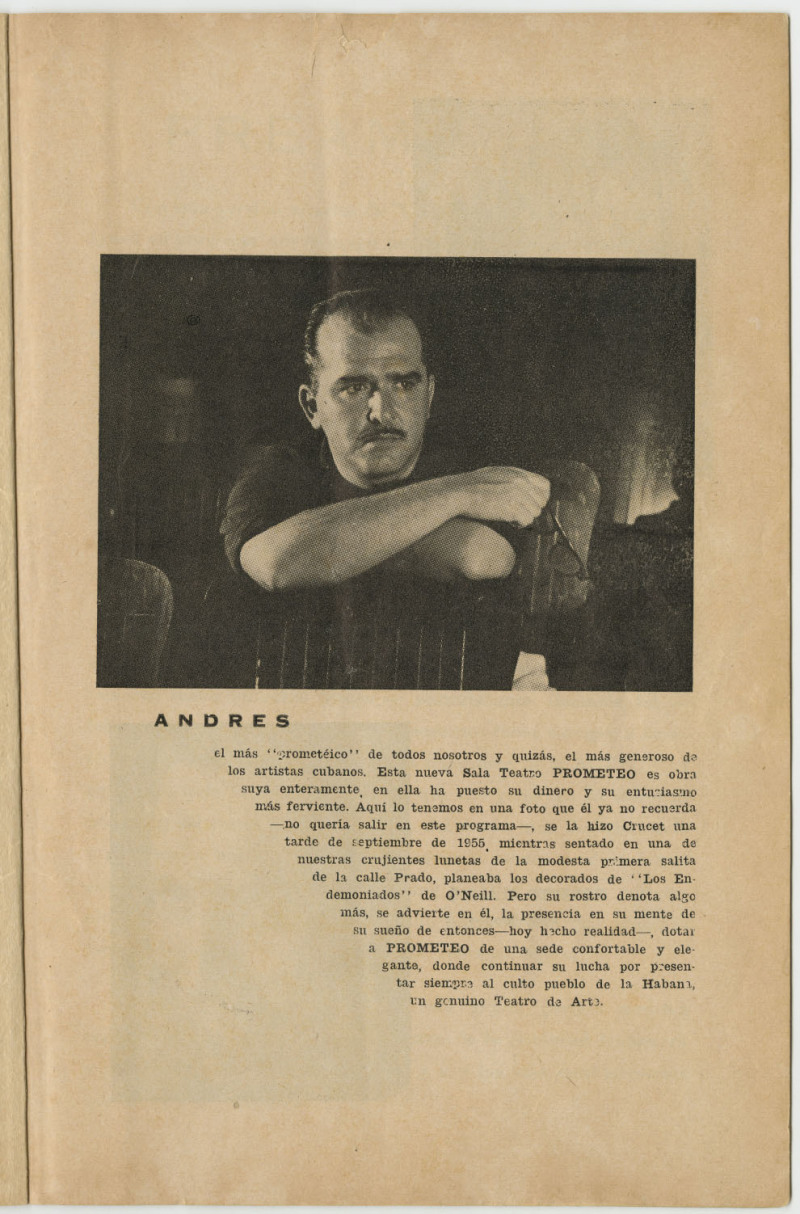 ANDRES
el más ''prometéico'' de todos nosotros y quizás, el más generoso de
los artistas cubanos. Esta nueva Sala Teatro PROMETEO es obra
suya enteramente, en ella ha puesto su dinero y su entusiasmo
más ferviente. Aquí lo tenemos en una foto que él ya no recuerda
—no quería salir en este programa—, se la hizo Crucet una
tarde de septiembre de 1955, mientras sentado en una de
nuestras crujientes lunetas de la modesta primera salita
de la calle Prado, planeaba los decorados de ''Los En-
demoniados'' de O'Neill. Pero su rostro denota algo
más, se advierte en él, la presencia en su mente de
su sueño de entonces—hoy hecho realidad—, dotar
a PROMETEO de una sede confortable y ele-
gante, donde continuar su lucha por presen-
tar siempre al culto pueblo de la Habana,
un genuino Teatro de Arte.